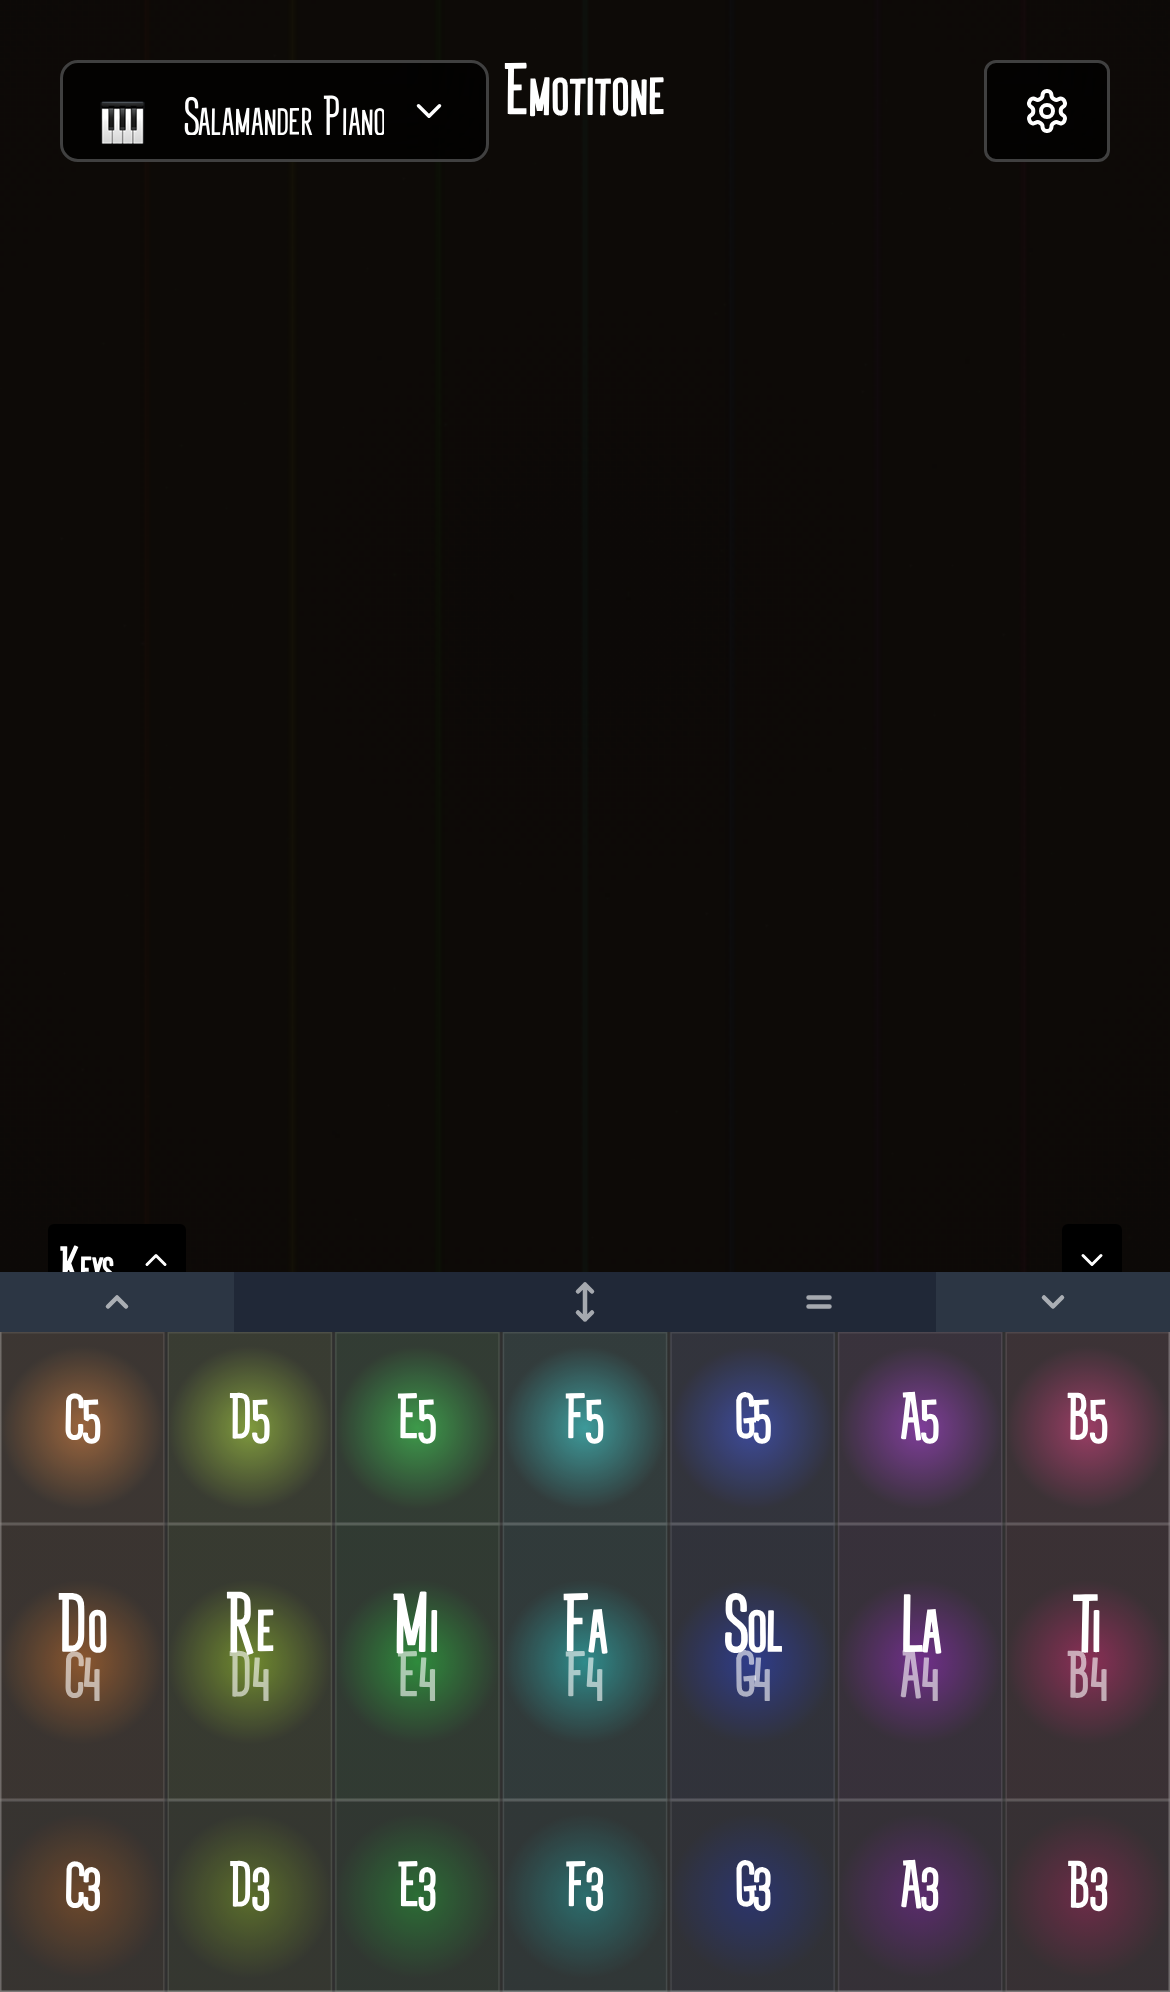 Salamander Piano
Emotitone
Keys
C5 D5 E5 F5 G5 A5 B5
Do Re Mi Fa Sol La Ti
C4 D4 E4 F4 G4 A4 B4
C3 D3 E3 F3 G3 A3 B3